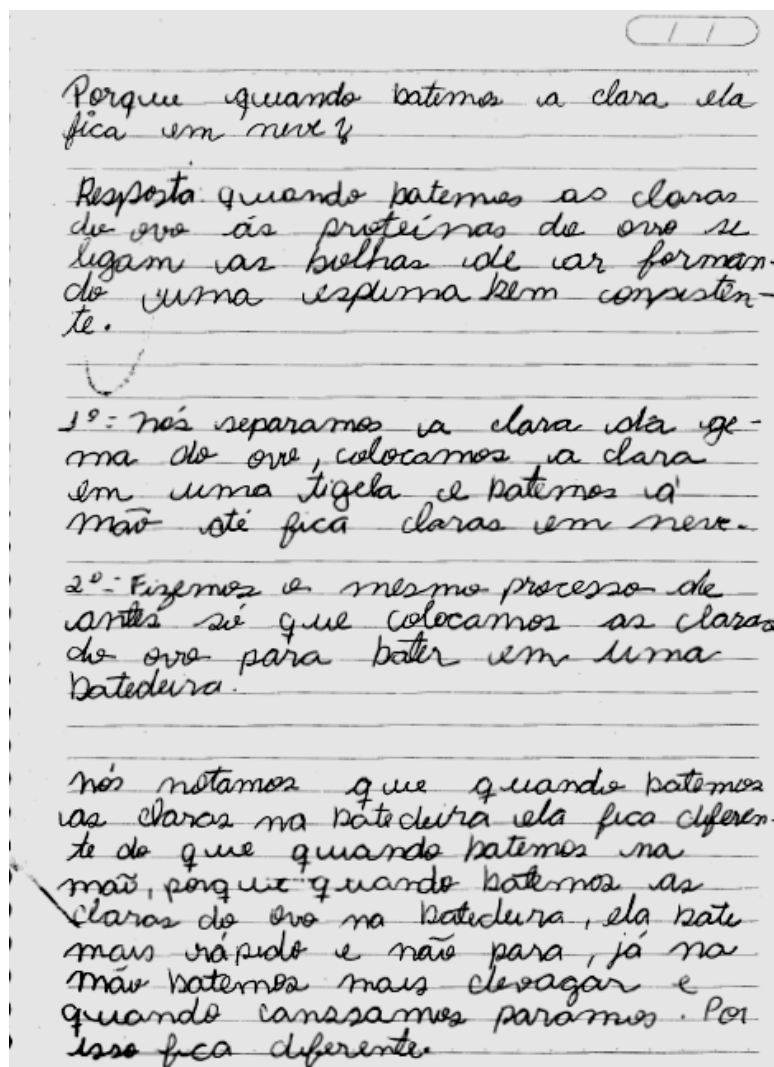 Porque quando batemos a clara ela
fica em neve?
Resposta: quando batemos as claras
do ovo ás proteínas do ovo se
ligam as bolhas de ar forman-
do uma espuma bem consisten-
te.
1º: nós separamos a clara da ge-
ma do ovo, colocamos a clara
em uma tigela e batemos á
mão até fica claras em neve.
2º: Fizemos o mesmo processo de
antes só que colocamos as claras
do ovo para bater em uma
batedeira.
nós notamos que quando batemos
as claras na batedeira ela fica diferen-
te do que quando batemos na
mão, porque quando batemos as
claras do ovo na batedeira, ela bate
mais rápido e não para, já na
mão batemos mais devagar e
quando canssamos paramos. Por
isso fica diferente.